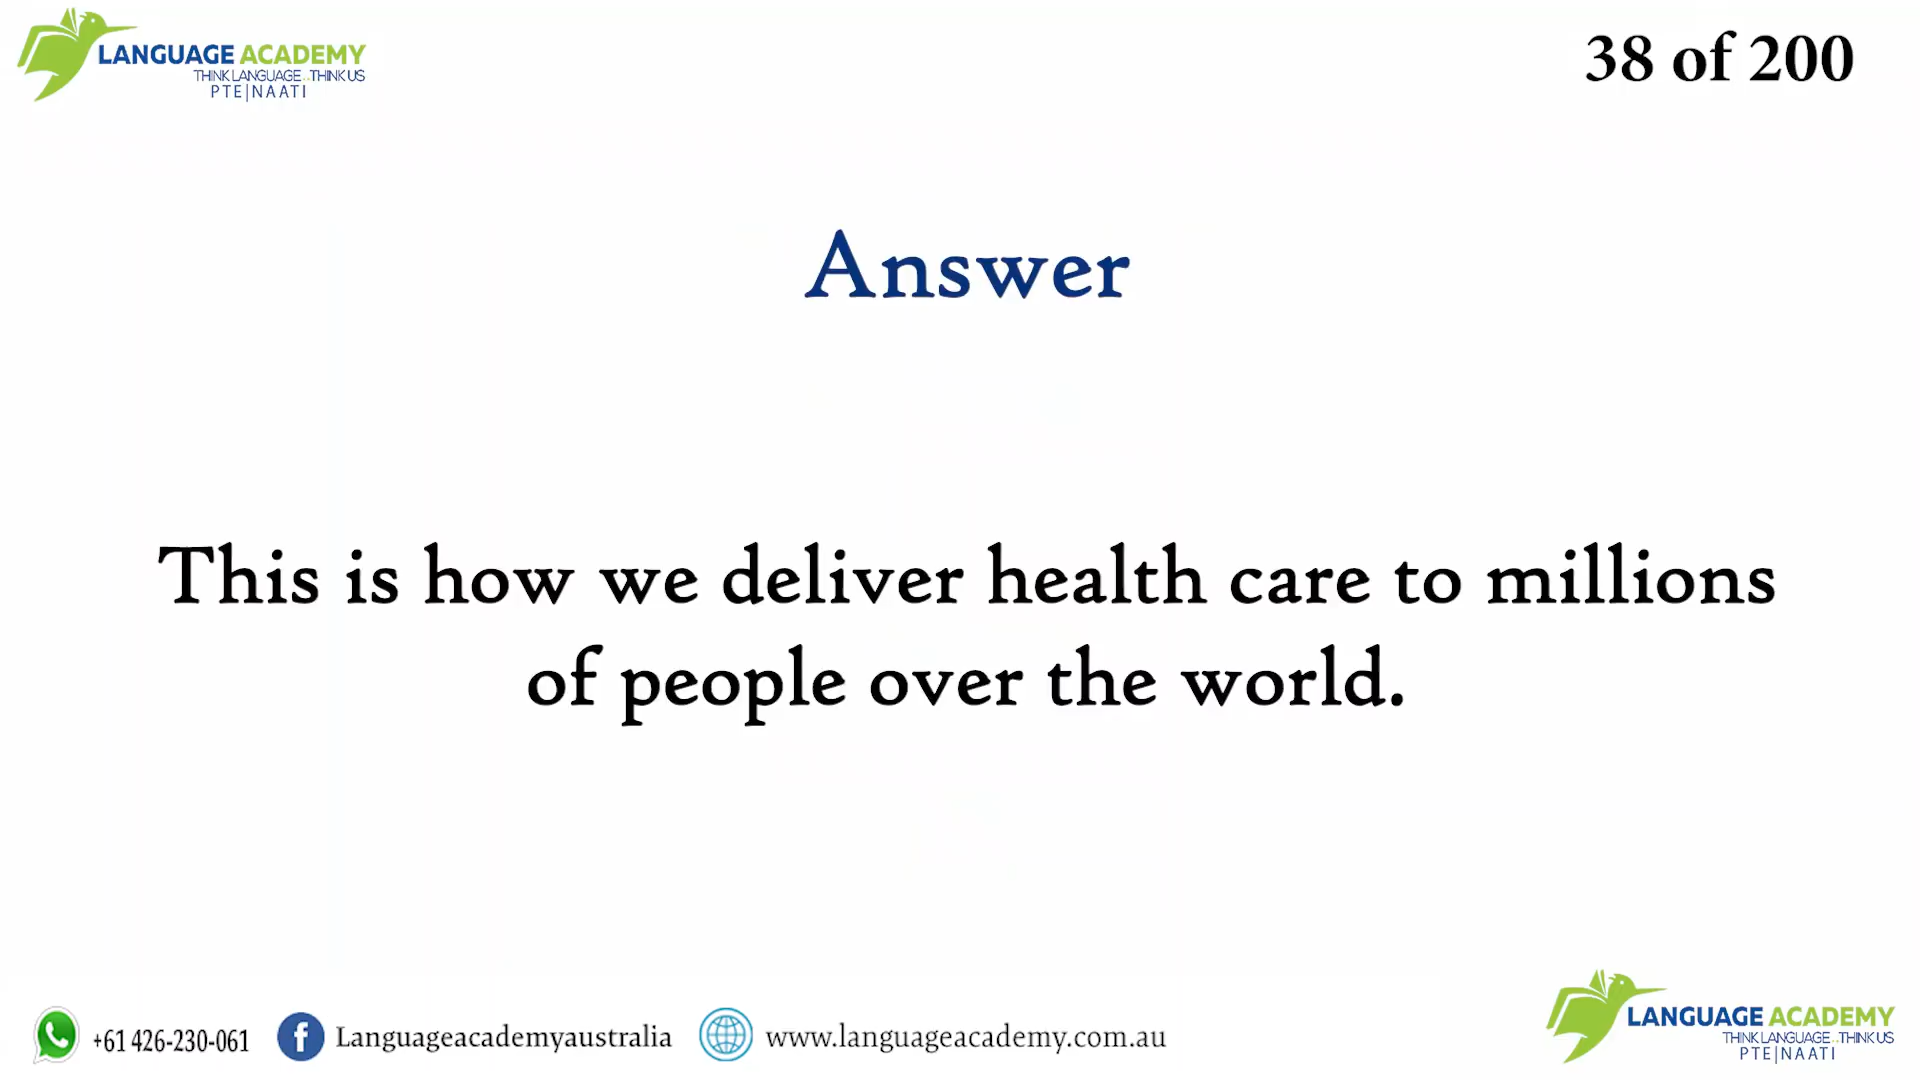 LANGUAGE ACADEMY
THINK LANGUAGE..THINK US
PTE|NAATI
38 of 200
Answer
This is how we deliver health care to millions
of people over the world.
+61 426-230-061
Languageacademyaustralia
www.languageacademy.com.au
LANGUAGE ACADEMY
THINK LANGUAGE..THINK US
PTE|NAATI